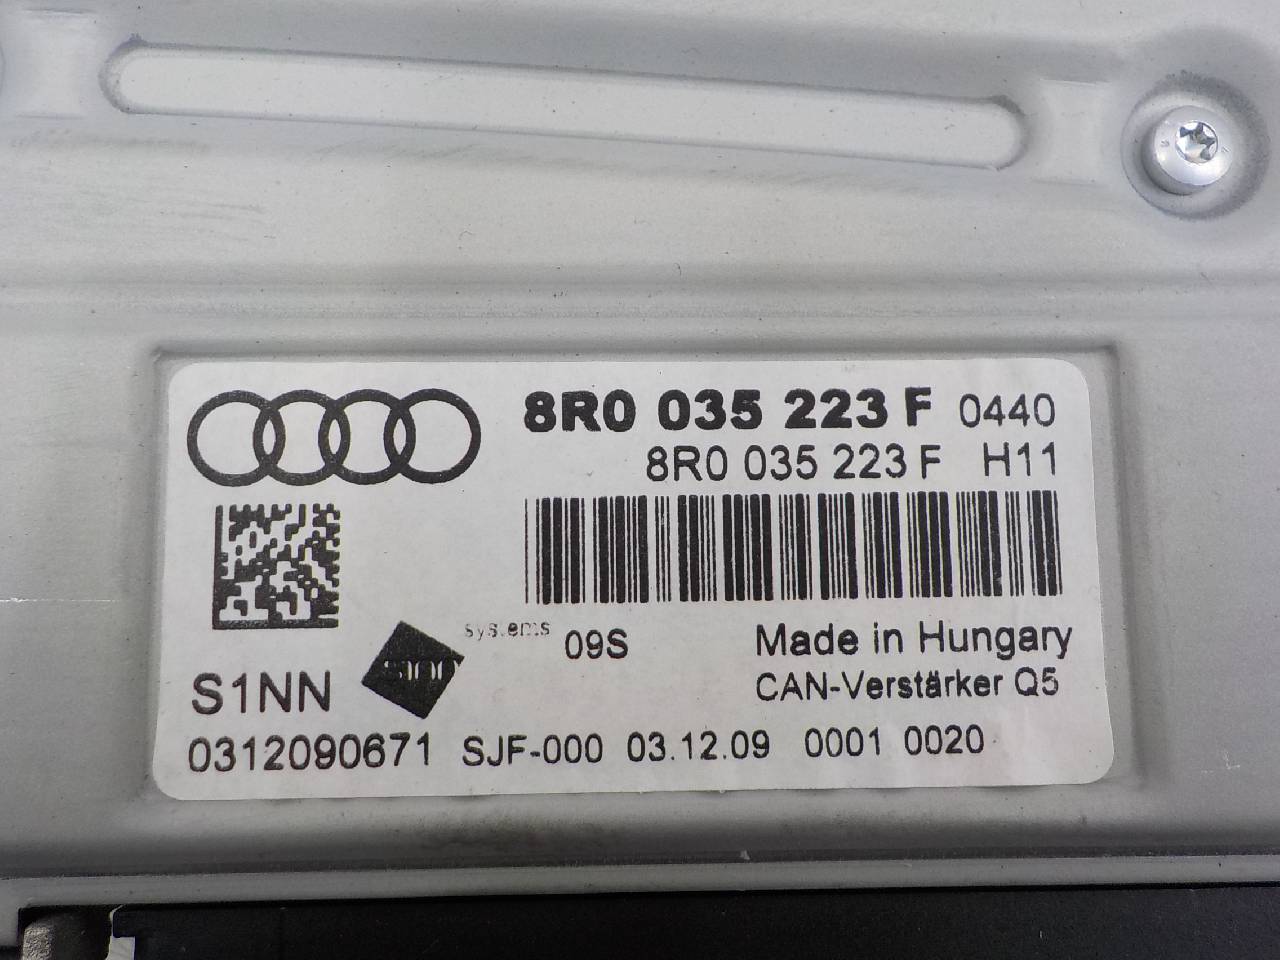 8R0 035 223 F 0440
8R0 035 223 F H11
systems 09S Made in Hungary
S1NN CAN-Verstärker Q5
0312090671 SJF-000 03.12.09 0001 0020